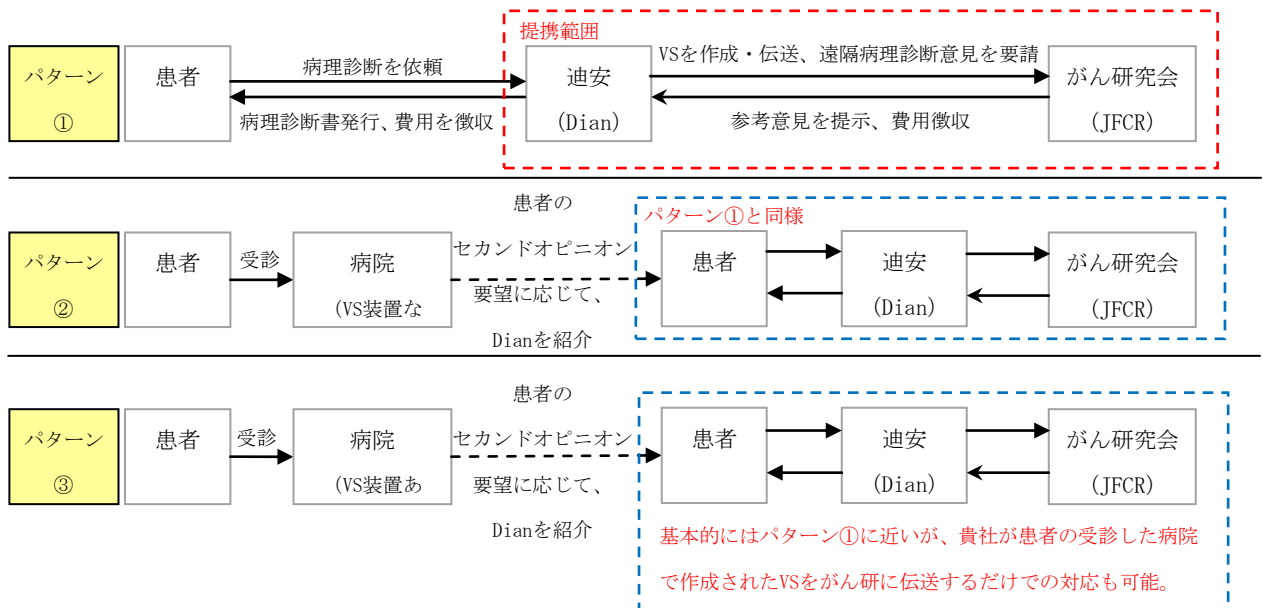 提携範囲
パターン
①
患者
病理診断を依頼
病理診断書発行、費用を徴収
迪安
(Dian)
VSを作成・伝送、遠隔病理診断意見を要請
参考意見を提示、費用徴収
がん研究会
(JFCR)
パターン
②
患者
受診
病院
(VS装置な
患者の
セカンドオピニオン
要望に応じて、
Dianを紹介
パターン①と同様
患者
迪安
(Dian)
がん研究会
(JFCR)
パターン
③
患者
受診
病院
(VS装置あ
患者の
セカンドオピニオン
要望に応じて、
Dianを紹介
患者
迪安
(Dian)
がん研究会
(JFCR)
基本的にはパターン①に近いが、貴社が患者の受診した病院
で作成されたVSをがん研に伝送するだけでの対応も可能。